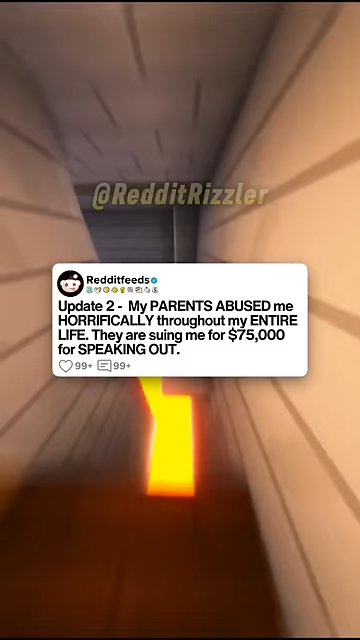 @RedditRizzler
Redditfeeds
Update 2 - My PARENTS ABUSED me
HORRIFICALLY throughout my ENTIRE
LIFE. They are suing me for $75,000
for SPEAKING OUT.
99+ 99+